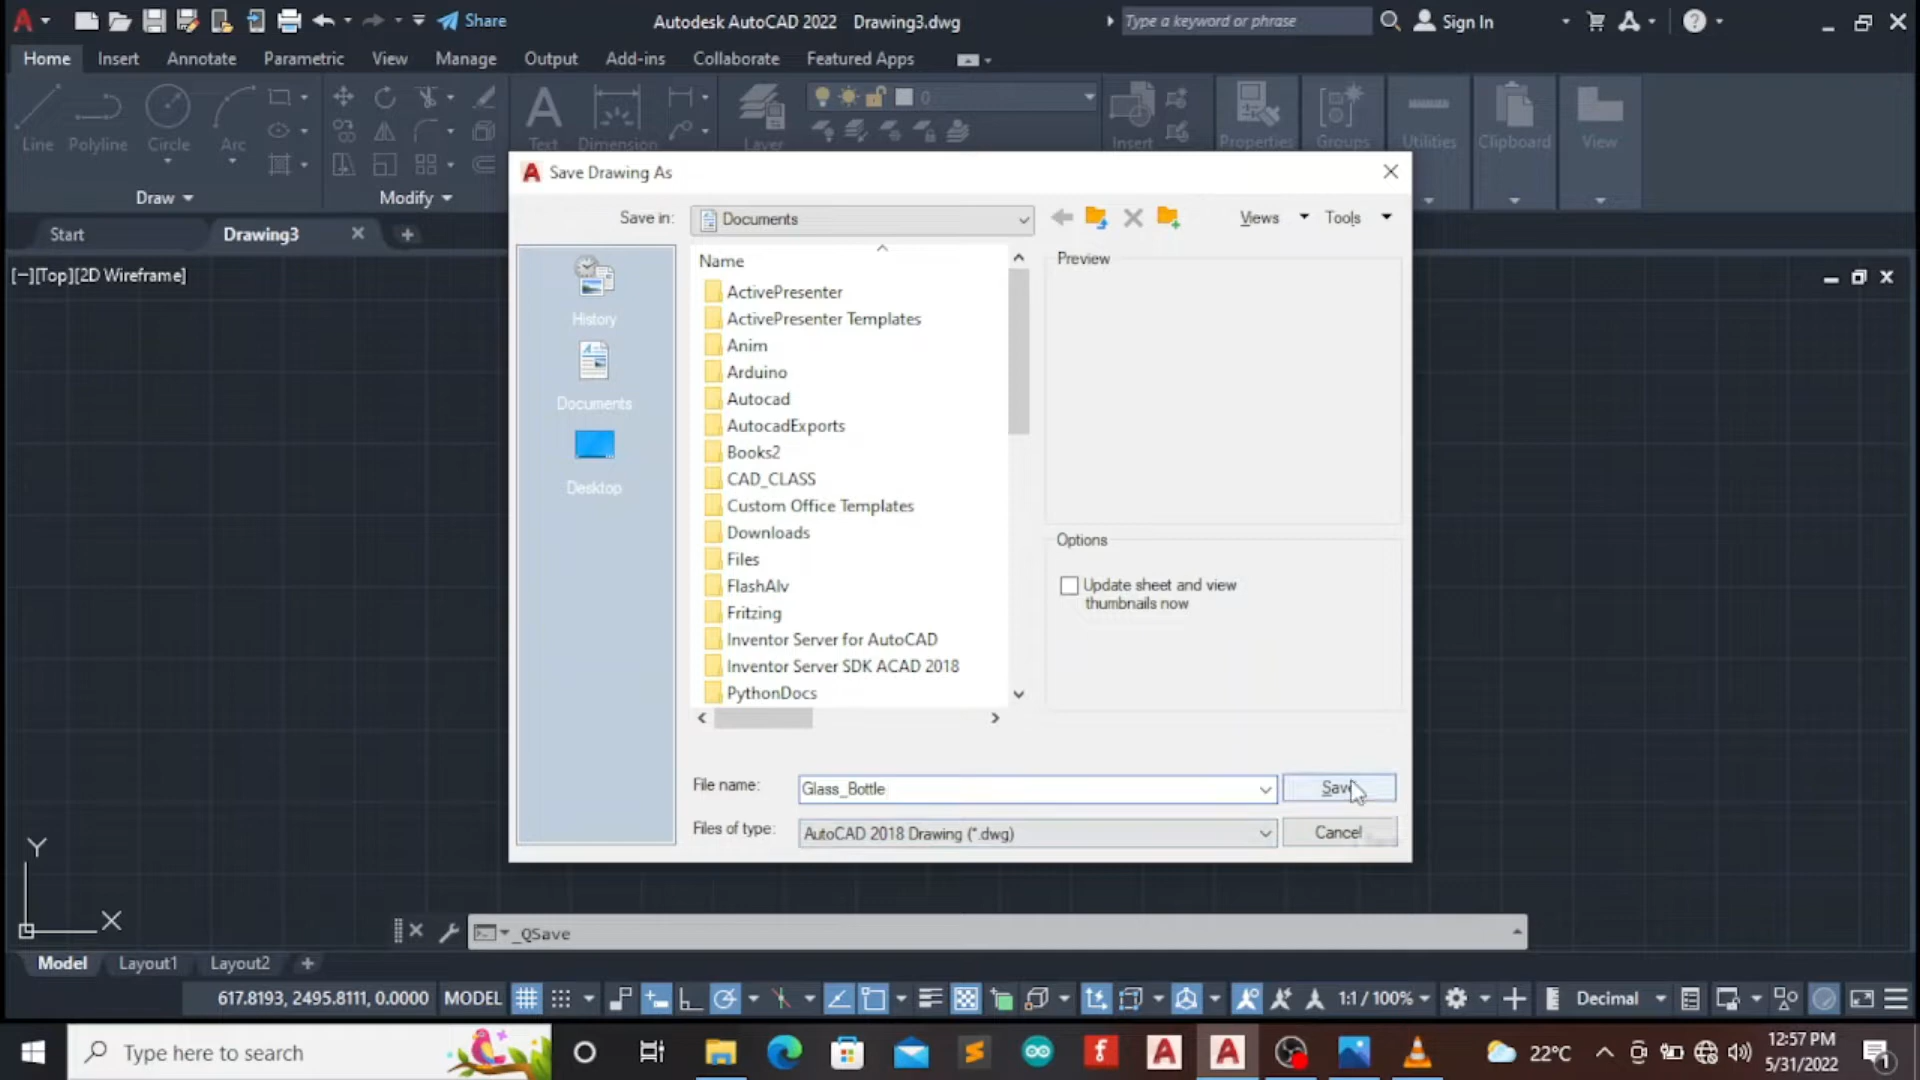 Share
Autodesk AutoCAD 2022 Drawing3.dwg
Type a keyword or phrase
Sign In
Home Insert Annotate Parametric View Manage Output Add-ins Collaborate Featured Apps
0
Line Polyline Circle Arc Text Dimension Layer Insert Properties Groups Utilities Clipboard View
Draw Modify
Start Drawing3
[−][Top][2D Wireframe]
Save Drawing As
Save in: Documents
Views Tools
History
Documents
Desktop
Name
ActivePresenter
ActivePresenter Templates
Anim
Arduino
Autocad
AutocadExports
Books2
CAD_CLASS
Custom Office Templates
Downloads
Files
FlashAlv
Fritzing
Inventor Server for AutoCAD
Inventor Server SDK ACAD 2018
PythonDocs
Preview
Options
Update sheet and view
thumbnails now
File name: Glass_Bottle
Save
Files of type: AutoCAD 2018 Drawing (*.dwg)
Cancel
Y
X
_QSave
Model Layout1 Layout2
617.8193, 2495.8111, 0.0000 MODEL
1:1 / 100%
Decimal
Type here to search
22°C
12:57 PM
5/31/2022
1